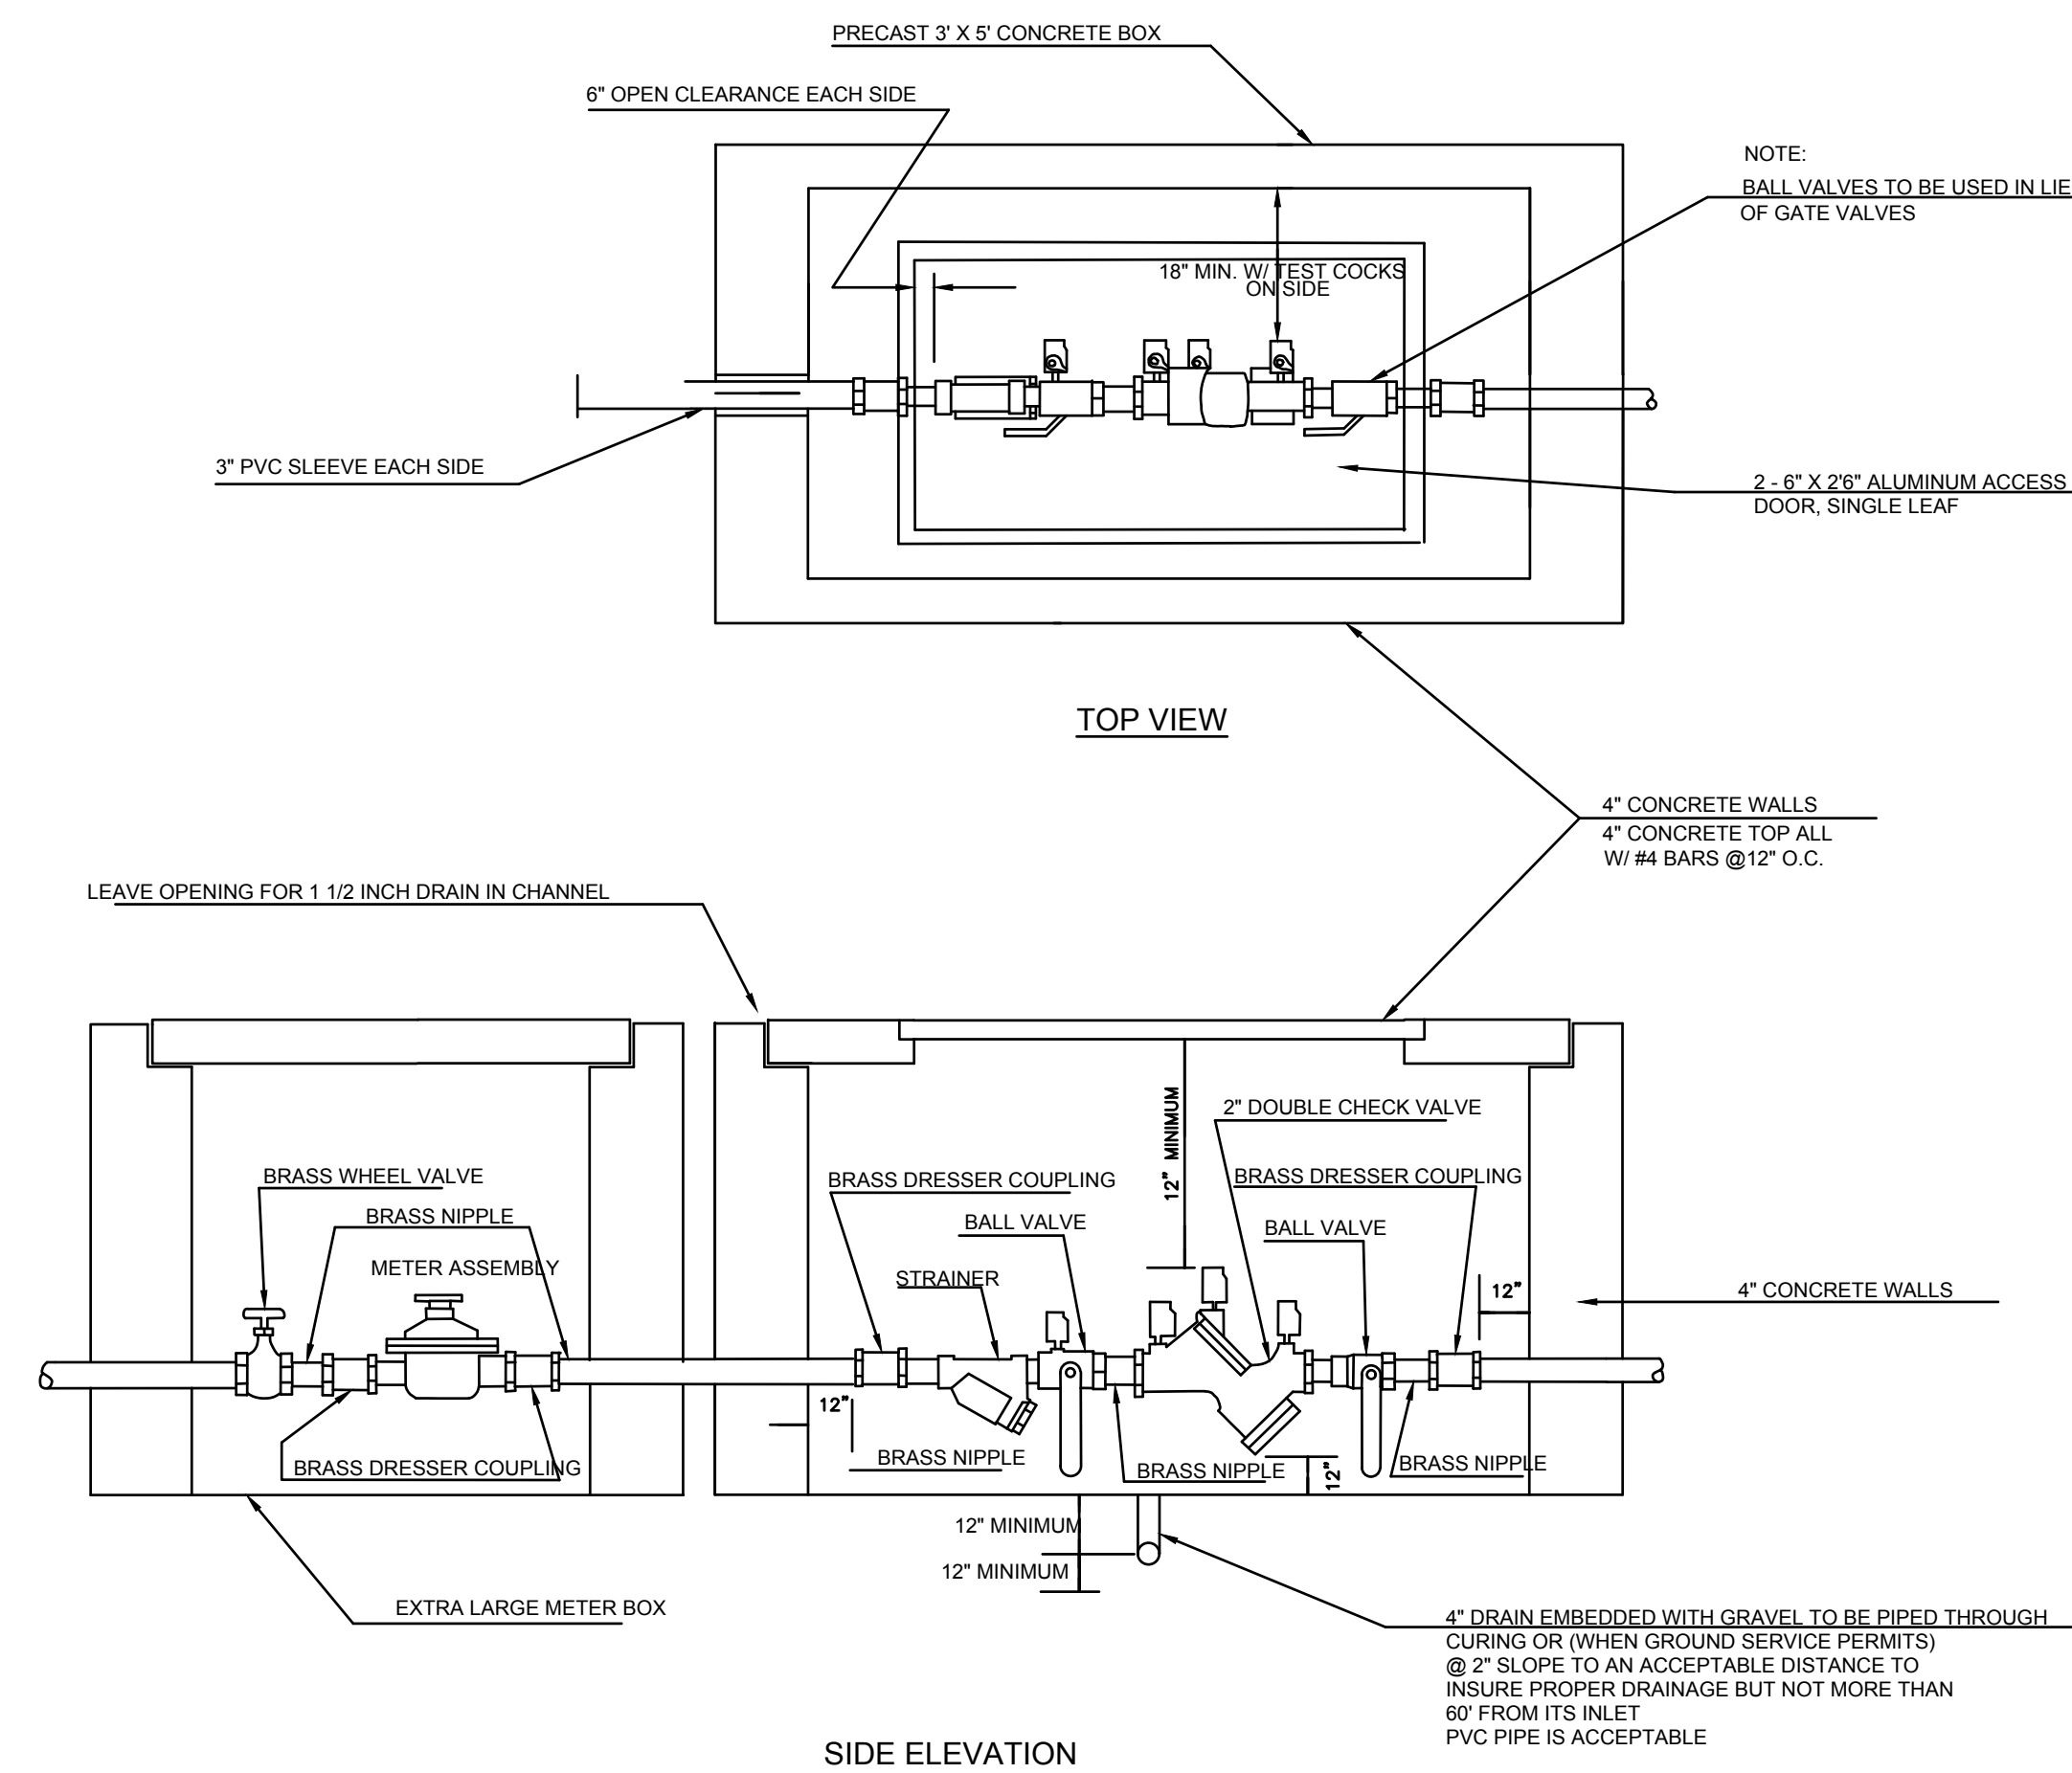 PRECAST 3' X 5' CONCRETE BOX
6" OPEN CLEARANCE EACH SIDE
NOTE:
BALL VALVES TO BE USED IN LIE
OF GATE VALVES
18" MIN. W/ TEST COCKS
ON SIDE
3" PVC SLEEVE EACH SIDE
2 - 6" X 2'6" ALUMINUM ACCESS
DOOR, SINGLE LEAF
TOP VIEW
4" CONCRETE WALLS
4" CONCRETE TOP ALL
W/ #4 BARS @12" O.C.
LEAVE OPENING FOR 1 1/2 INCH DRAIN IN CHANNEL
12" MINIMUM
2" DOUBLE CHECK VALVE
BRASS WHEEL VALVE
BRASS DRESSER COUPLING
BRASS DRESSER COUPLING
BRASS NIPPLE
BALL VALVE
BALL VALVE
METER ASSEMBLY
STRAINER
12"
4" CONCRETE WALLS
12"
BRASS NIPPLE
BRASS DRESSER COUPLING
BRASS NIPPLE
12"
BRASS NIPPLE
12" MINIMUM
12" MINIMUM
EXTRA LARGE METER BOX
4" DRAIN EMBEDDED WITH GRAVEL TO BE PIPED THROUGH
CURING OR (WHEN GROUND SERVICE PERMITS)
@ 2" SLOPE TO AN ACCEPTABLE DISTANCE TO
INSURE PROPER DRAINAGE BUT NOT MORE THAN
60' FROM ITS INLET
PVC PIPE IS ACCEPTABLE
SIDE ELEVATION